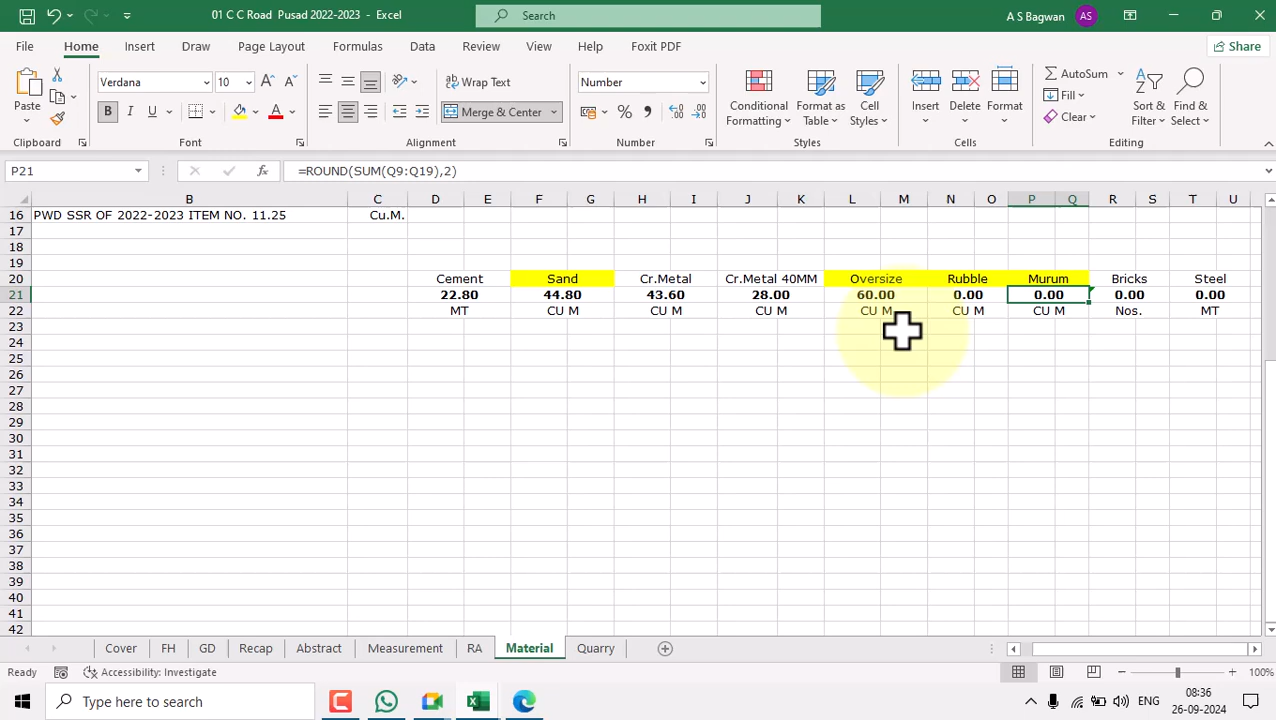 01 C C Road Pusad 2022-2023 - Excel
Search
A S Bagwan
AS
File Home Insert Draw Page Layout Formulas Data Review View Help Foxit PDF
Share
Paste
Verdana 10
Wrap Text
Number
Merge & Center
Conditional Formatting
Format as Table
Cell Styles
Insert Delete Format
AutoSum
Fill
Clear
Sort & Filter
Find & Select
Clipboard Font Alignment Number Styles Cells Editing
P21 =ROUND(SUM(Q9:Q19),2)
B C D E F G H I J K L M N O P Q R S T U
16 PWD SSR OF 2022-2023 ITEM NO. 11.25 Cu.M.
17
18
19
20 Cement Sand Cr.Metal Cr.Metal 40MM Oversize Rubble Murum Bricks Steel
21 22.80 44.80 43.60 28.00 60.00 0.00 0.00 0.00 0.00
22 MT CU M CU M CU M CU M CU M CU M Nos. MT
23
24
25
26
27
28
29
30
31
32
33
34
35
36
37
38
39
40
41
42
Cover FH GD Recap Abstract Measurement RA Material Quarry
Ready Accessibility: Investigate 100%
Type here to search
ENG
08:36
26-09-2024